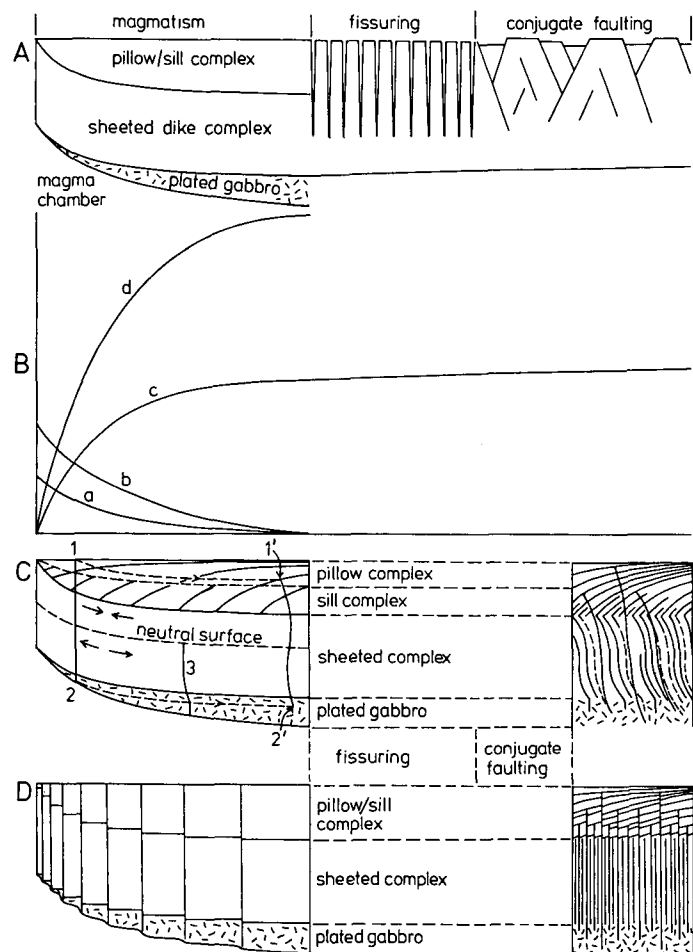 magmatism
fissuring
conjugate faulting
A
pillow/sill complex
sheeted dike complex
plated gabbro
magma
chamber
B
d
c
b
a
C
1
1'
pillow complex
sill complex
neutral surface
3
sheeted complex
2
2'
plated gabbro
fissuring
conjugate
faulting
D
pillow/sill
complex
sheeted complex
plated gabbro